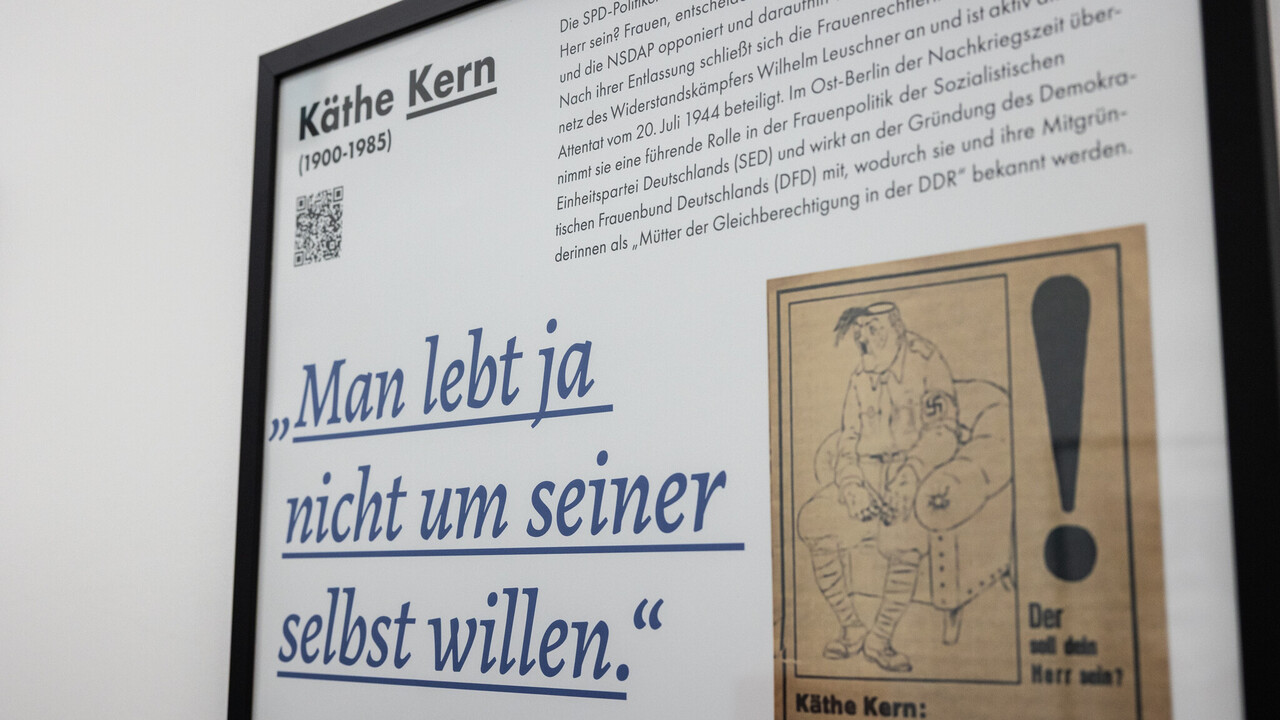 Käthe Kern
(1900-1985)
Die SPD-Politiker
Herr sein? Frauen, entscheide
und die NSDAP opponiert und daraufhin
Nach ihrer Entlassung schließt sich die Frauenrechtlerin
netz des Widerstandskämpfers Wilhelm Leuschner an und ist aktiv
Attentat vom 20. Juli 1944 beteiligt. Im Ost-Berlin der Nachkriegszeit über-
nimmt sie eine führende Rolle in der Frauenpolitik der Sozialistischen
Einheitspartei Deutschlands (SED) und wirkt an der Gründung des Demokra-
tischen Frauenbund Deutschlands (DFD) mit, wodurch sie und ihre Mitgrün-
derinnen als „Mütter der Gleichberechtigung in der DDR“ bekannt werden.
„Man lebt ja
nicht um seiner
selbst willen.“
!
Der
soll dein
Herr sein?
Käthe Kern: